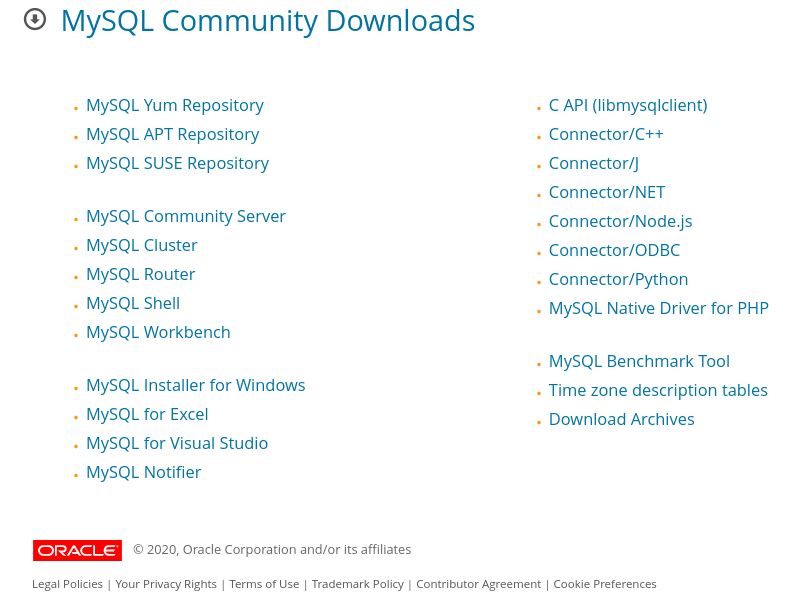 MySQL Community Downloads
MySQL Yum Repository
MySQL APT Repository
MySQL SUSE Repository
MySQL Community Server
MySQL Cluster
MySQL Router
MySQL Shell
MySQL Workbench
MySQL Installer for Windows
MySQL for Excel
MySQL for Visual Studio
MySQL Notifier
C API (libmysqlclient)
Connector/C++
Connector/J
Connector/NET
Connector/Node.js
Connector/ODBC
Connector/Python
MySQL Native Driver for PHP
MySQL Benchmark Tool
Time zone description tables
Download Archives
ORACLE © 2020, Oracle Corporation and/or its affiliates
Legal Policies | Your Privacy Rights | Terms of Use | Trademark Policy | Contributor Agreement | Cookie Preferences